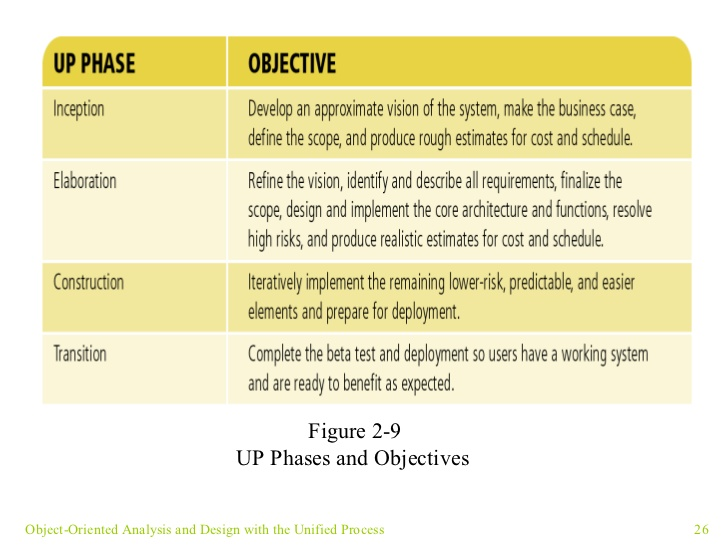 UP PHASE OBJECTIVE
Inception Develop an approximate vision of the system, make the business case,
define the scope, and produce rough estimates for cost and schedule.
Elaboration Refine the vision, identify and describe all requirements, finalize the
scope, design and implement the core architecture and functions, resolve
high risks, and produce realistic estimates for cost and schedule.
Construction Iteratively implement the remaining lower-risk, predictable, and easier
elements and prepare for deployment.
Transition Complete the beta test and deployment so users have a working system
and are ready to benefit as expected.
Figure 2-9
UP Phases and Objectives
Object-Oriented Analysis and Design with the Unified Process 26